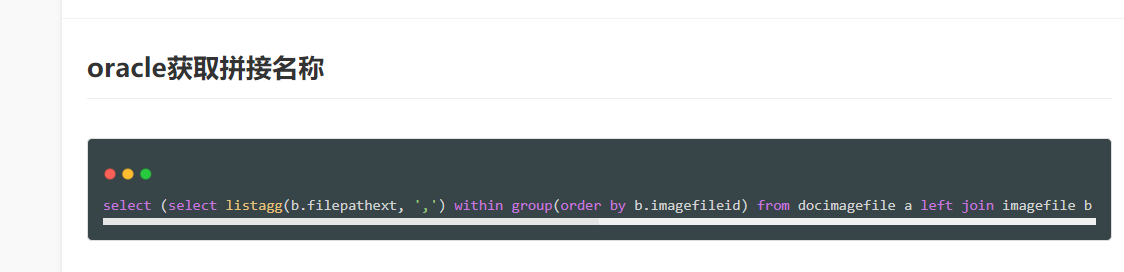 oracle获取拼接名称
select (select listagg(b.filepathext, ',') within group(order by b.imagefileid) from docimagefile a left join imagefile b